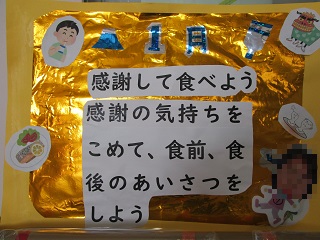 1月
感謝して食べよう
感謝の気持ちを
こめて、食前、食
後のあいさつを
しよう